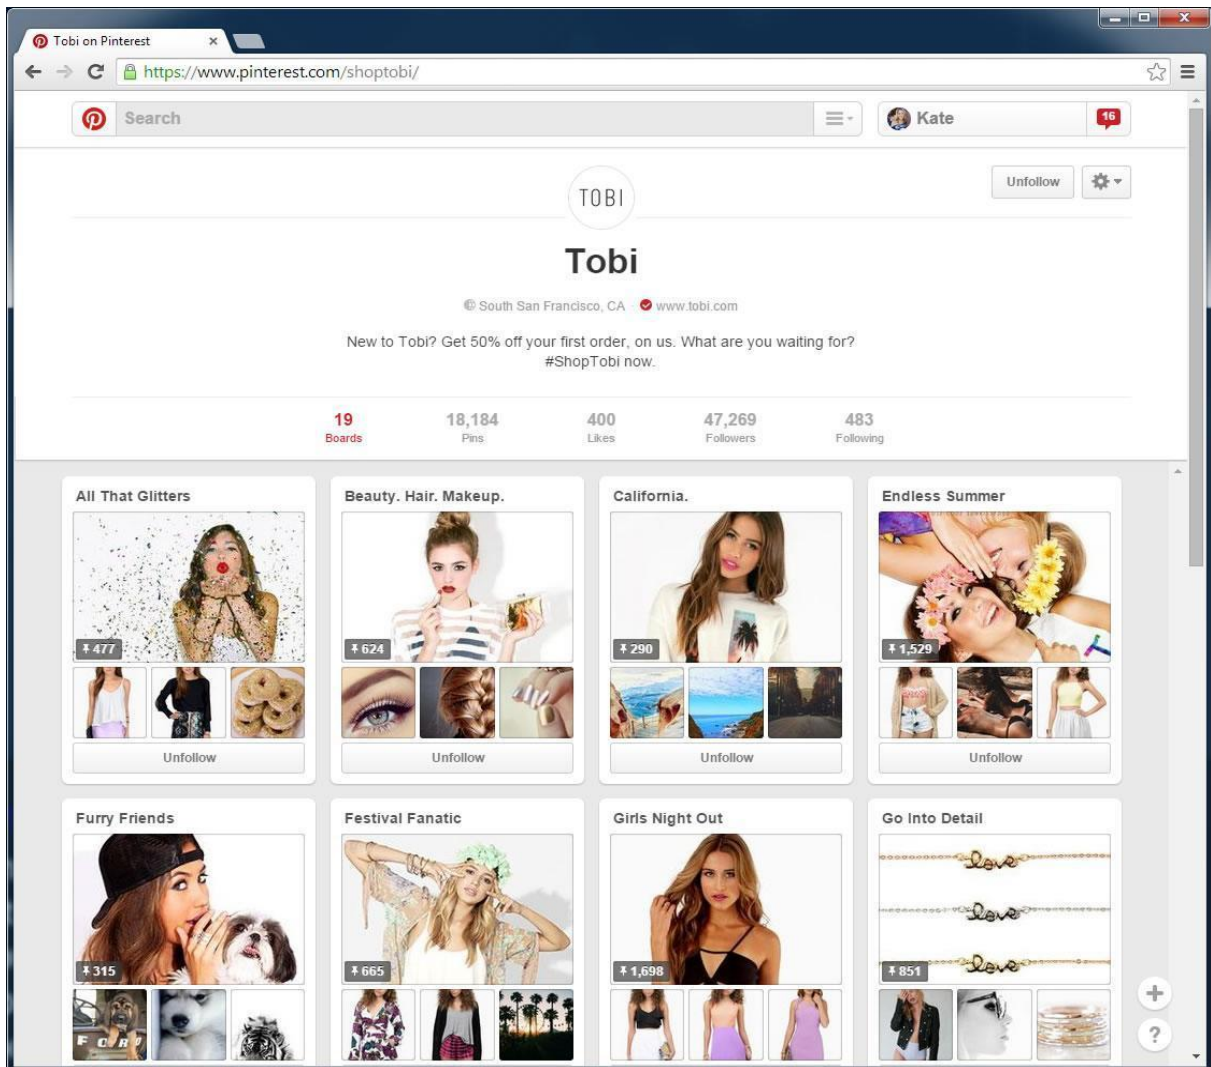 Tobi on Pinterest
https://www.pinterest.com/shoptobi/
Search
Kate
16
Unfollow
TOBI
Tobi
South San Francisco, CA
www.tobi.com
New to Tobi? Get 50% off your first order, on us. What are you waiting for?
#ShopTobi now.
19 18,184 400 47,269 483
Boards Pins Likes Followers Following
All That Glitters
477
Unfollow
Beauty. Hair. Makeup.
624
Unfollow
California.
290
Unfollow
Endless Summer
1,529
Unfollow
Furry Friends
315
FORD
Festival Fanatic
665
Girls Night Out
1,698
Go Into Detail
love
love
love
851
?